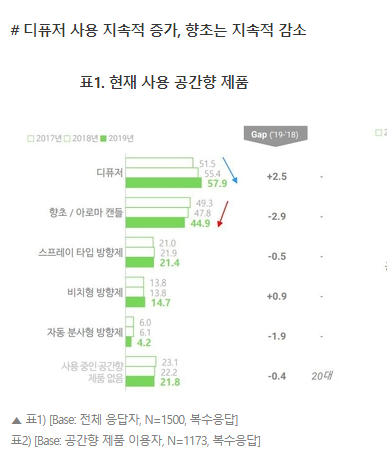 # 디퓨저 사용 지속적 증가, 향초는 지속적 감소
표1. 현재 사용 공간향 제품
2017년 2018년 2019년
Gap ('19-'18)
51.5
디퓨저 55.4 +2.5 -
57.9
49.3
향초 / 아로마 캔들 47.8 -2.9 -
44.9
21.0
스프레이 타입 방향제 21.9 -0.5 -
21.4
13.8
비치형 방향제 13.8 +0.9 -
14.7
6.0
자동 분사형 방향제 6.1 -1.9 -
4.2
사용 중인 공간향 23.1
제품 없음 22.2 -0.4 20대
21.8
▲ 표1) [Base: 전체 응답자, N=1500, 복수응답]
표2) [Base: 공간향 제품 이용자, N=1173, 복수응답]